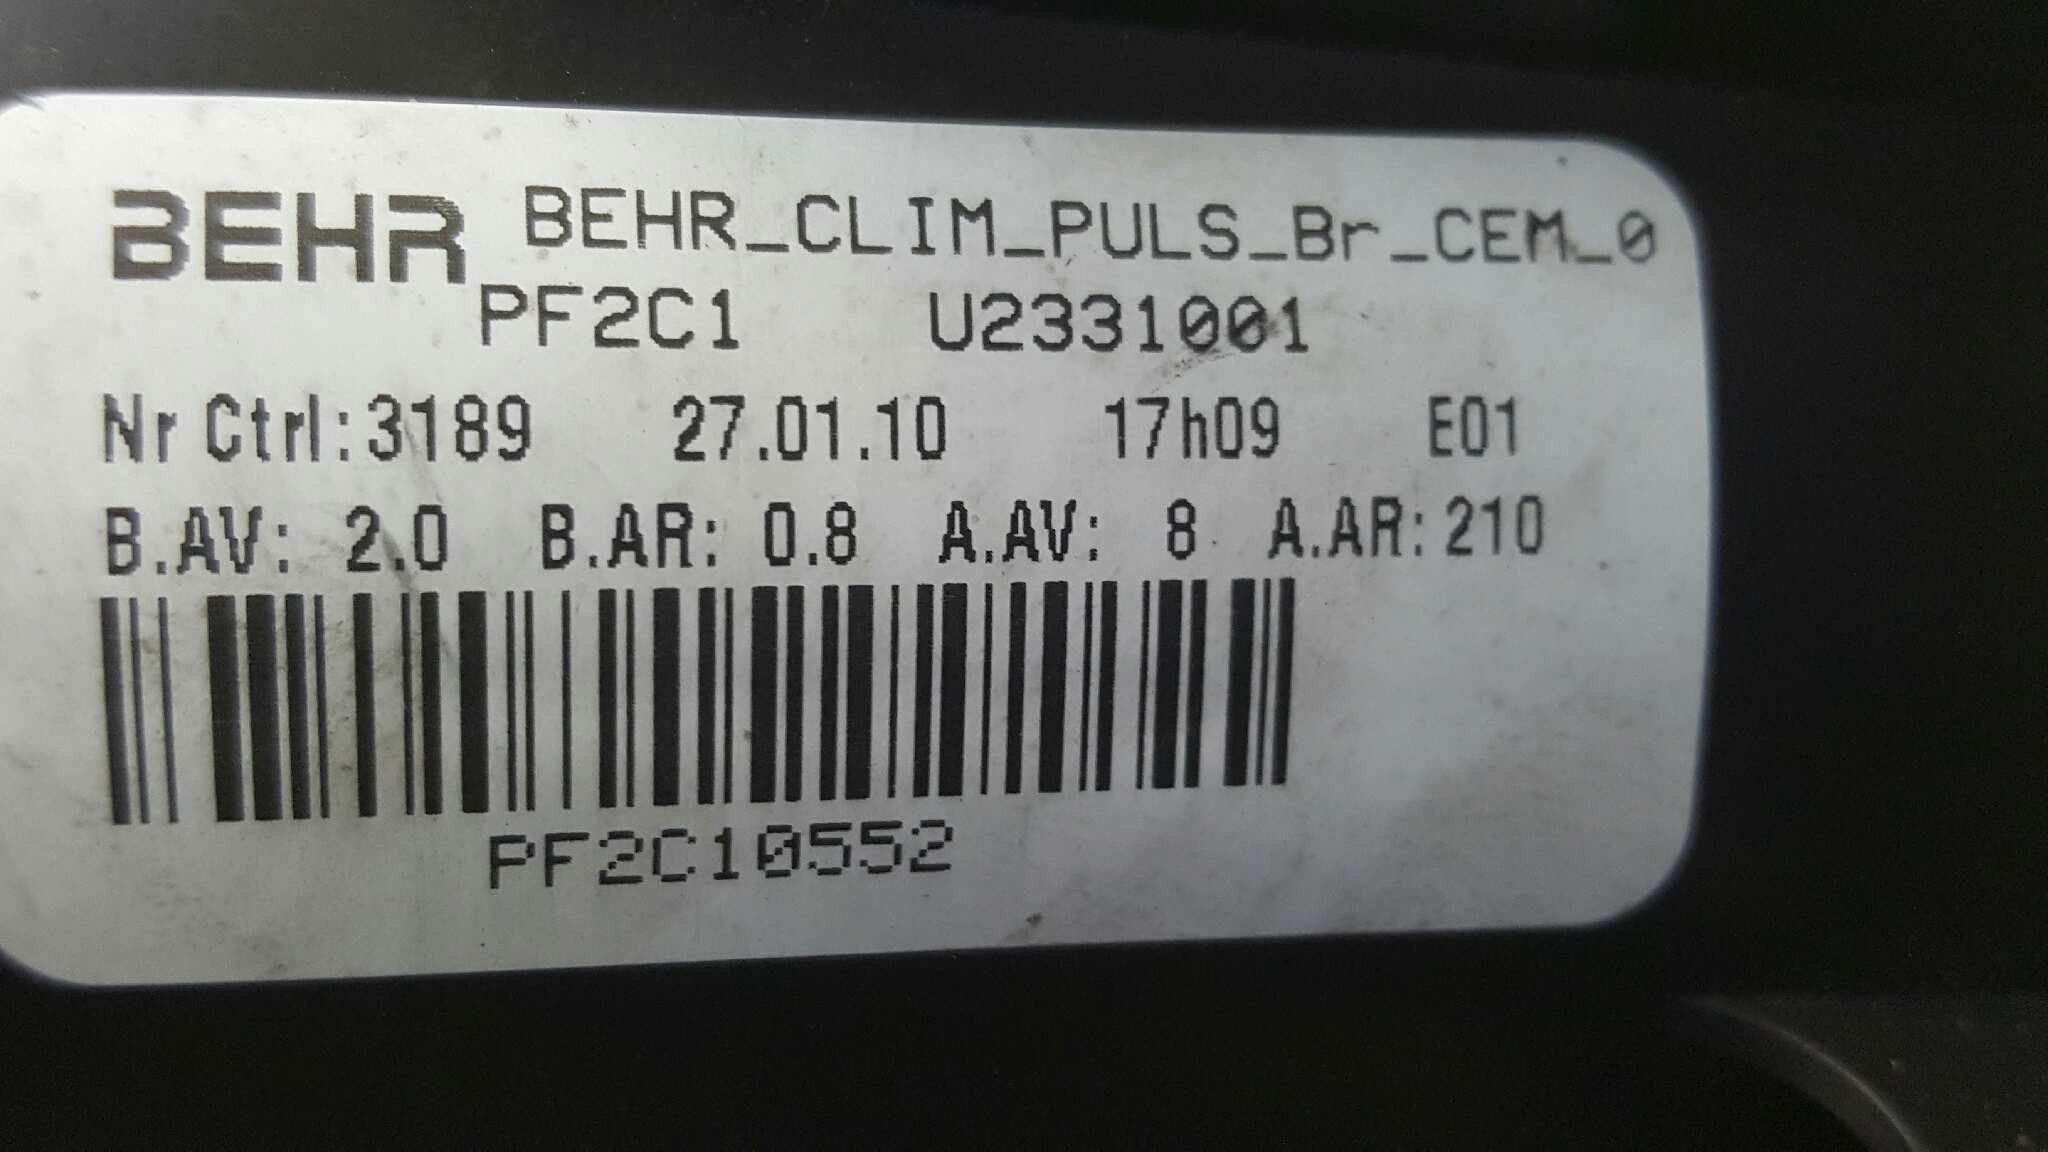 BEHR BEHR_CLIM_PULS_Br_CEM_0
PF2C1 U2331001
Nr Ctrl:3189 27.01.10 17h09 E01
B.AV: 2.0 B.AR: 0.8 A.AV: 8 A.AR:210
PF2C10552